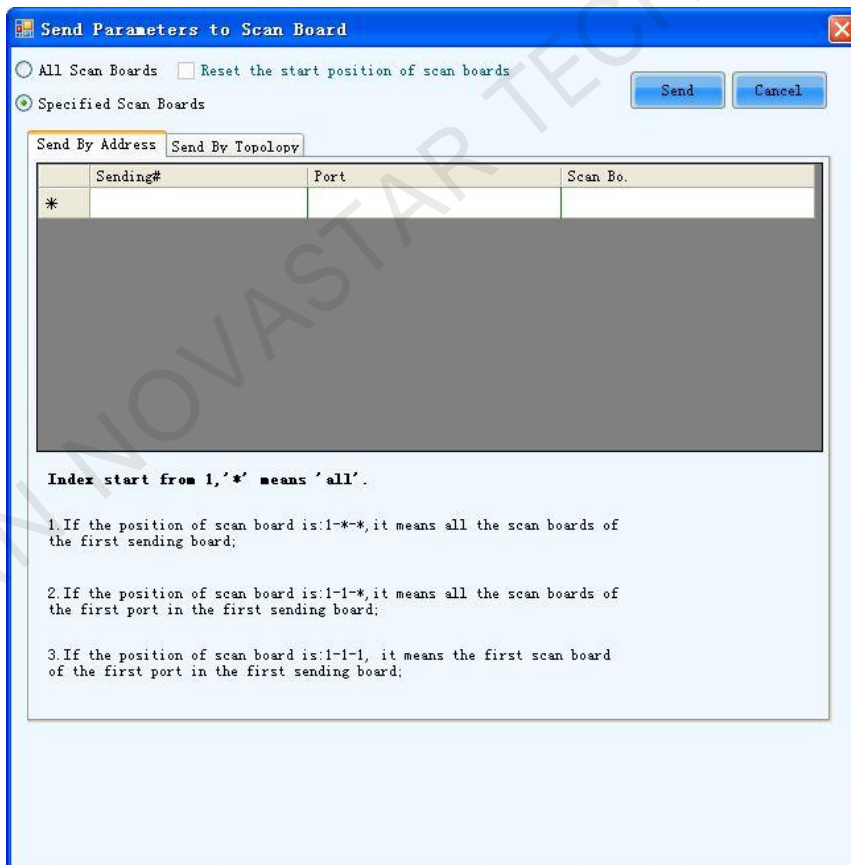 Send Parameters to Scan Board
All Scan Boards Reset the start position of scan boards
Specified Scan Boards
Send Cancel
Send By Address Send By Topolopy
Sending# Port Scan Bo.
*
Index start from 1,'*' means 'all'.
1.If the position of scan board is:1-*-*,it means all the scan boards of
the first sending board;
2.If the position of scan board is:1-1-*,it means all the scan boards of
the first port in the first sending board;
3.If the position of scan board is:1-1-1, it means the first scan board
of the first port in the first sending board;
AN NOVASTAR TECH